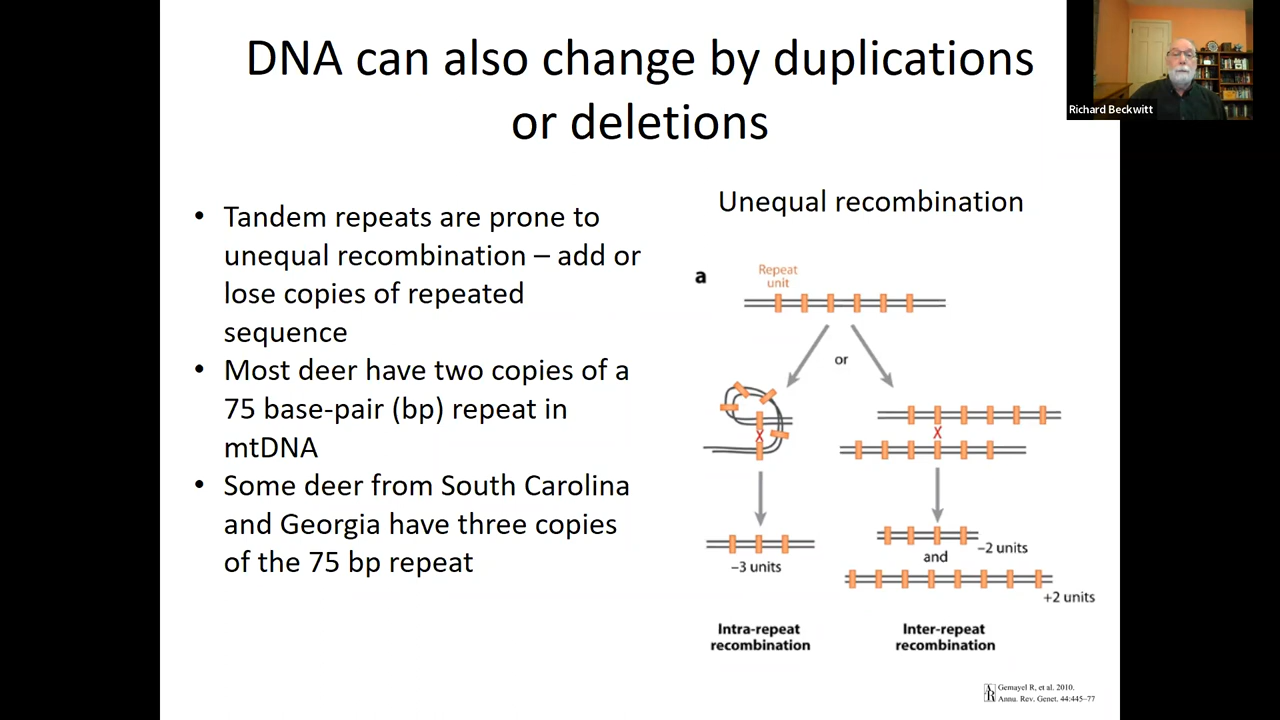 DNA can also change by duplications
or deletions
Richard Beckwitt
• Tandem repeats are prone to
unequal recombination – add or
lose copies of repeated
sequence
• Most deer have two copies of a
75 base-pair (bp) repeat in
mtDNA
• Some deer from South Carolina
and Georgia have three copies
of the 75 bp repeat
Unequal recombination
a
Repeat
unit
or
X
X
–3 units
–2 units
and
+2 units
Intra-repeat
recombination
Inter-repeat
recombination
AR
Gemayel R, et al. 2010.
Annu. Rev. Genet. 44:445–77